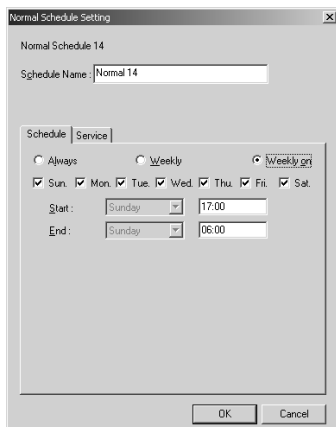 Normal Schedule Setting
Normal Schedule 14
Schedule Name : Normal 14
Schedule Service
Always Weekly Weekly on
Sun. Mon. Tue. Wed. Thu. Fri. Sat.
Start : Sunday 17:00
End : Sunday 06:00
OK Cancel